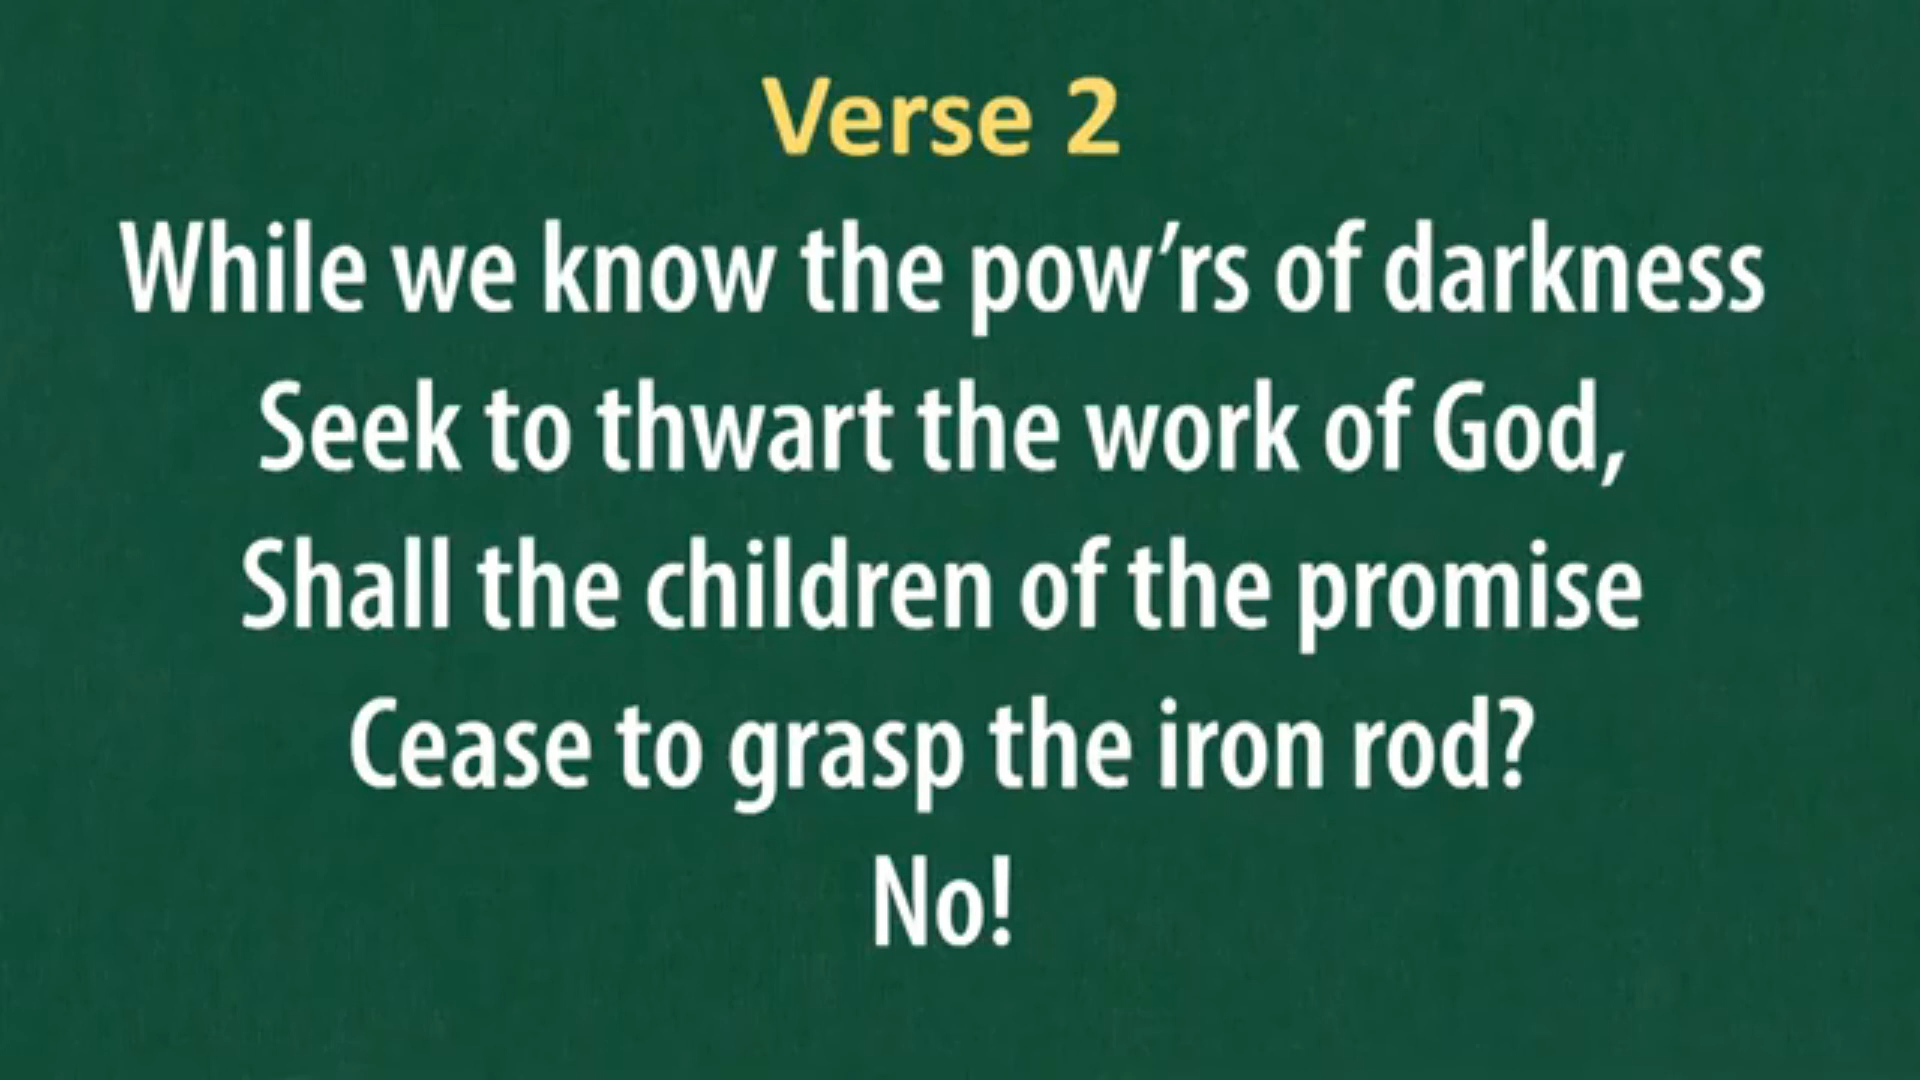 Verse 2
While we know the pow’rs of darkness
Seek to thwart the work of God,
Shall the children of the promise
Cease to grasp the iron rod?
No!